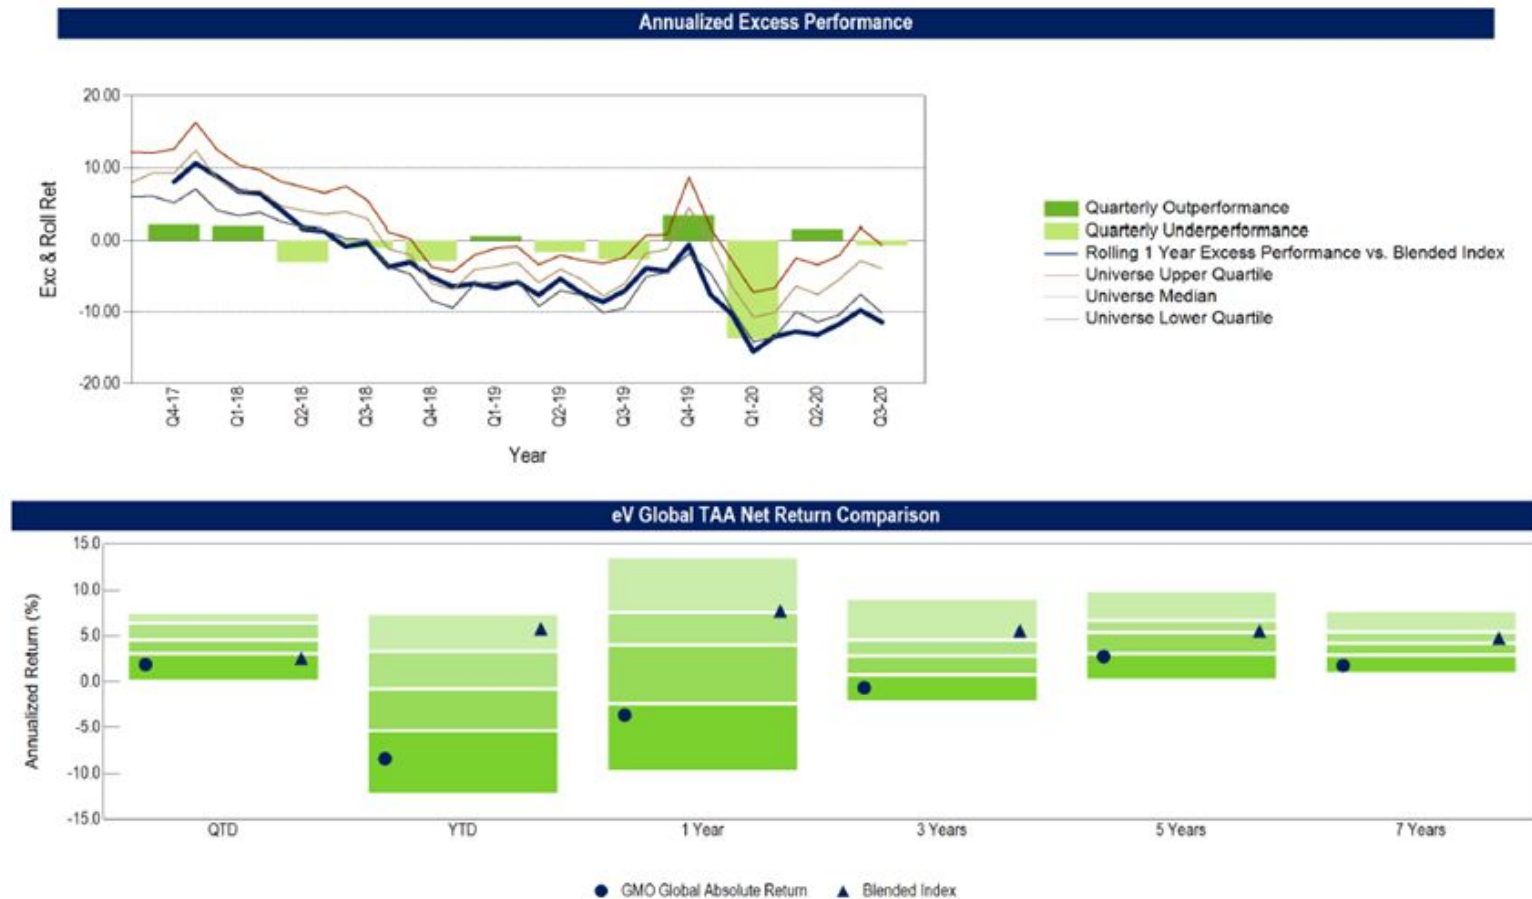 Annualized Excess Performance
20.00
10.00
0.00
-10.00
-20.00
Exc & Roll Ret
Q4-17
Q1-18
Q2-18
Q3-18
Q4-18
Q1-19
Q2-19
Q3-19
Q4-19
Q1-20
Q2-20
Q3-20
Year
Quarterly Outperformance
Quarterly Underperformance
Rolling 1 Year Excess Performance vs. Blended Index
Universe Upper Quartile
Universe Median
Universe Lower Quartile
eV Global TAA Net Return Comparison
15.0
10.0
5.0
0.0
-5.0
-10.0
-15.0
Annualized Return (%)
QTD
YTD
1 Year
3 Years
5 Years
7 Years
GMO Global Absolute Return
Blended Index